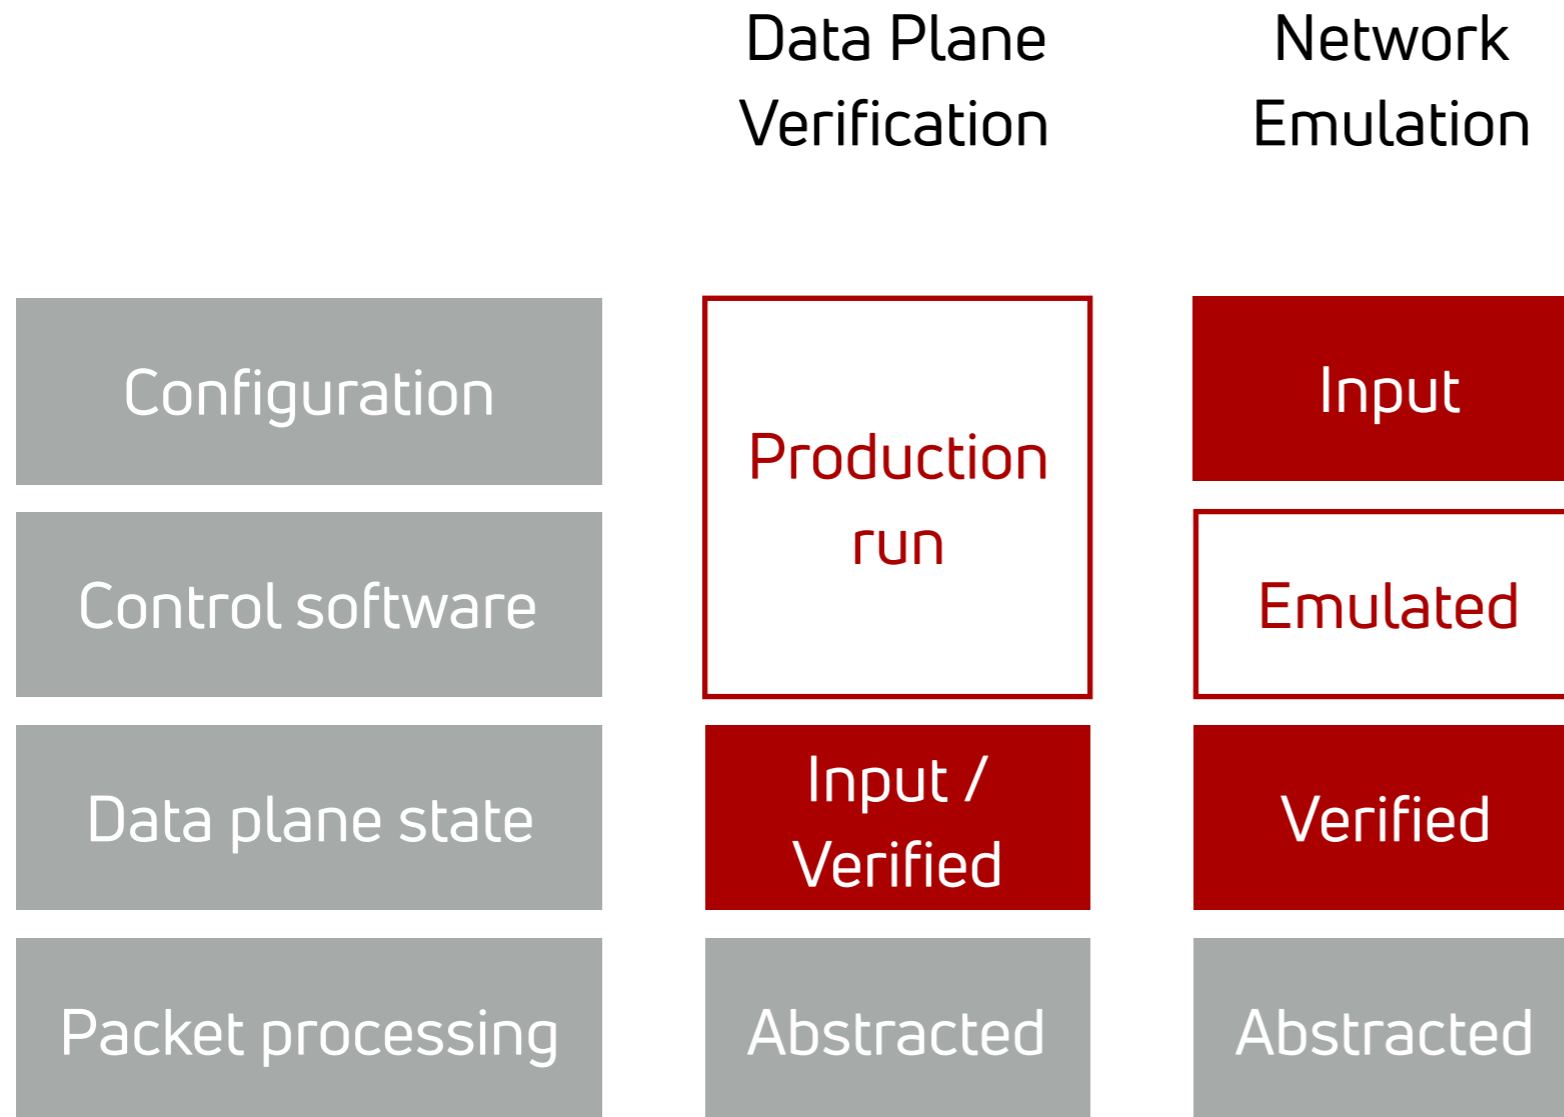 Data Plane
Verification
Network
Emulation
Configuration
Production
run
Input
Control software
Emulated
Data plane state
Input /
Verified
Verified
Packet processing
Abstracted
Abstracted